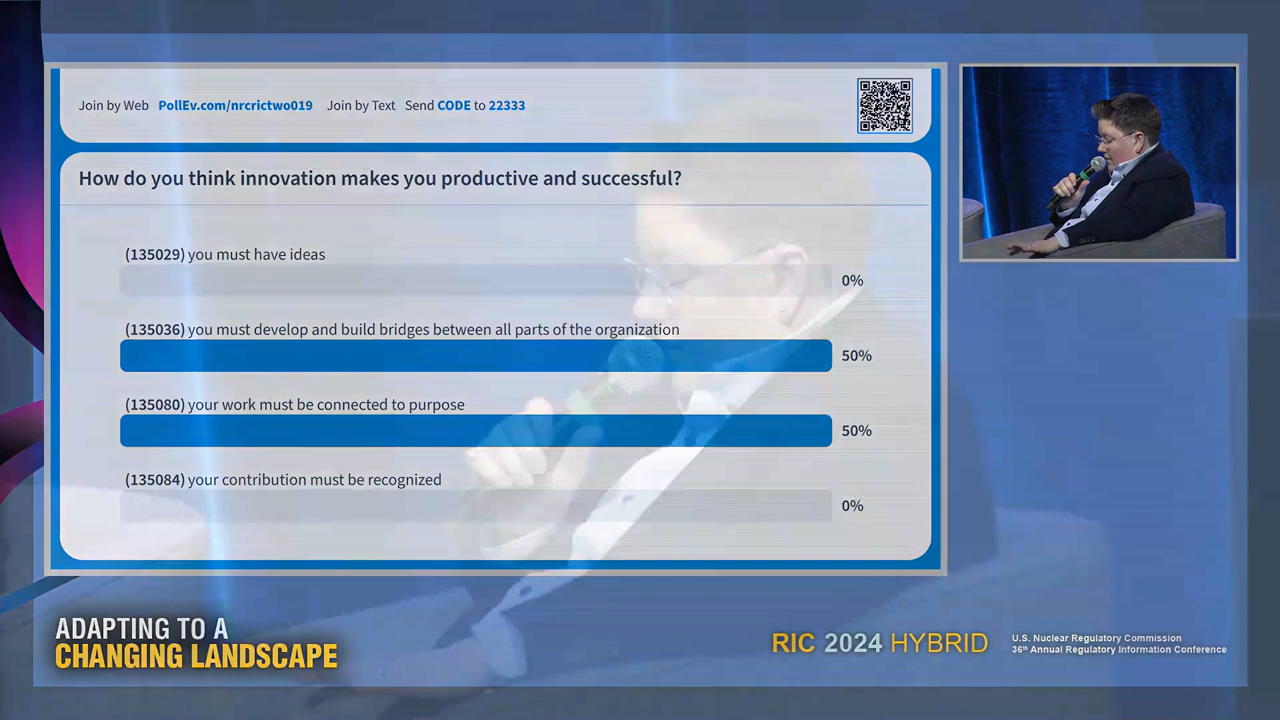 Join by Web PollEv.com/nrcrictwo019 Join by Text Send CODE to 22333
How do you think innovation makes you productive and successful?
(135029) you must have ideas
0%
(135036) you must develop and build bridges between all parts of the organization
50%
(135080) your work must be connected to purpose
50%
(135084) your contribution must be recognized
0%
ADAPTING TO A
CHANGING LANDSCAPE
RIC 2024 HYBRID
U.S. Nuclear Regulatory Commission
36th Annual Regulatory Information Conference